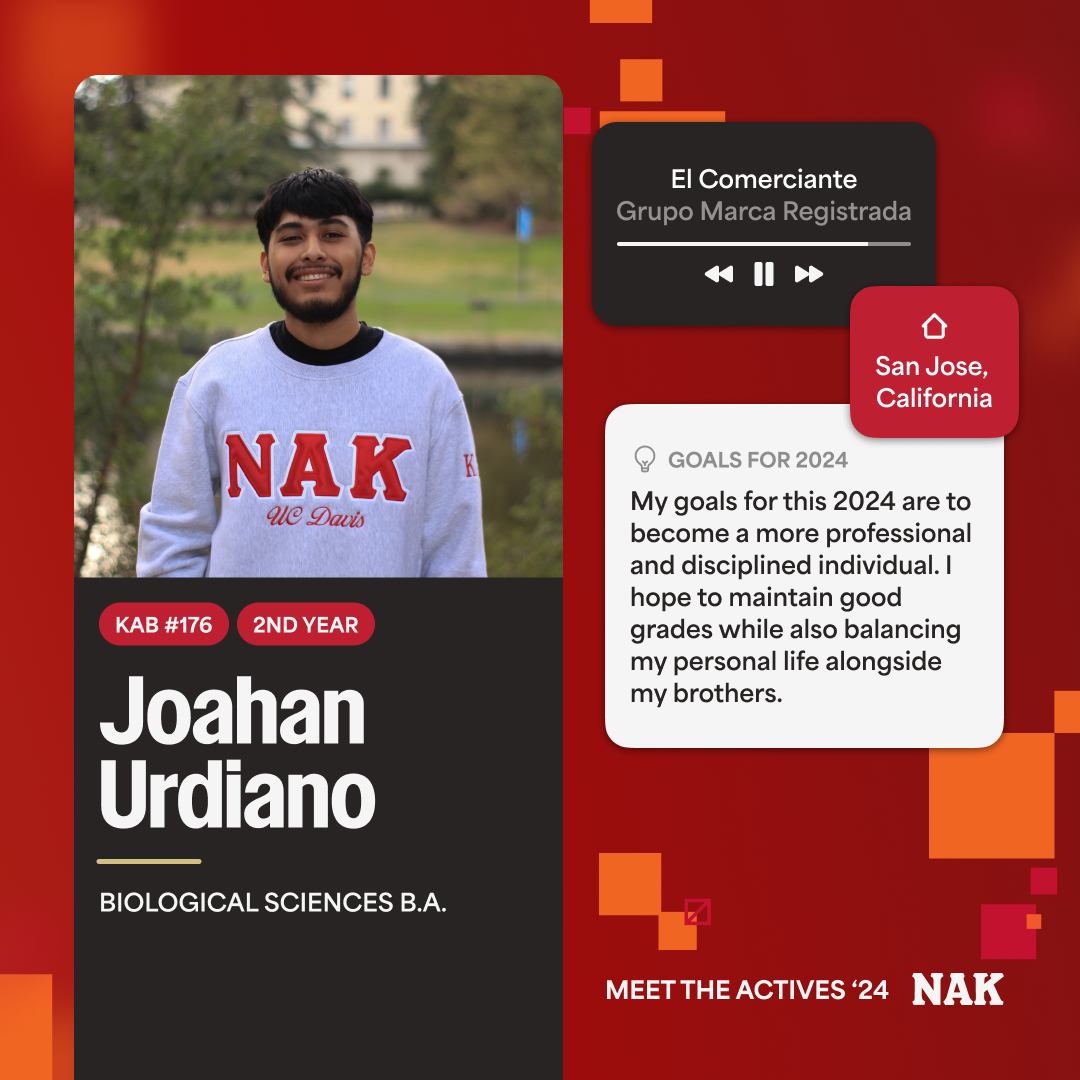 NAK
UC Davis
K
KAB #176
2ND YEAR
Joahan
Urdiano
BIOLOGICAL SCIENCES B.A.
El Comerciante
Grupo Marca Registrada
San Jose,
California
GOALS FOR 2024
My goals for this 2024 are to
become a more professional
and disciplined individual. I
hope to maintain good
grades while also balancing
my personal life alongside
my brothers.
MEET THE ACTIVES ‘24
NAK